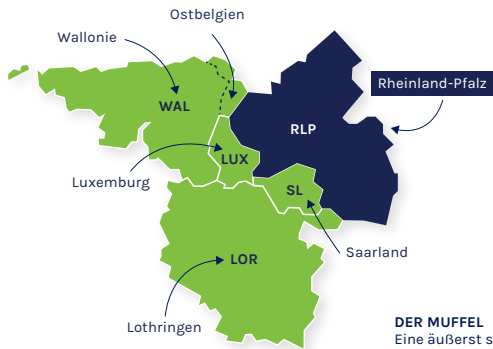 Ostbelgien
Wallonie
Rheinland-Pfalz
WAL
RLP
LUX
Luxemburg
SL
Saarland
LOR
Lothringen
DER MUFFEL
Eine äußerst s